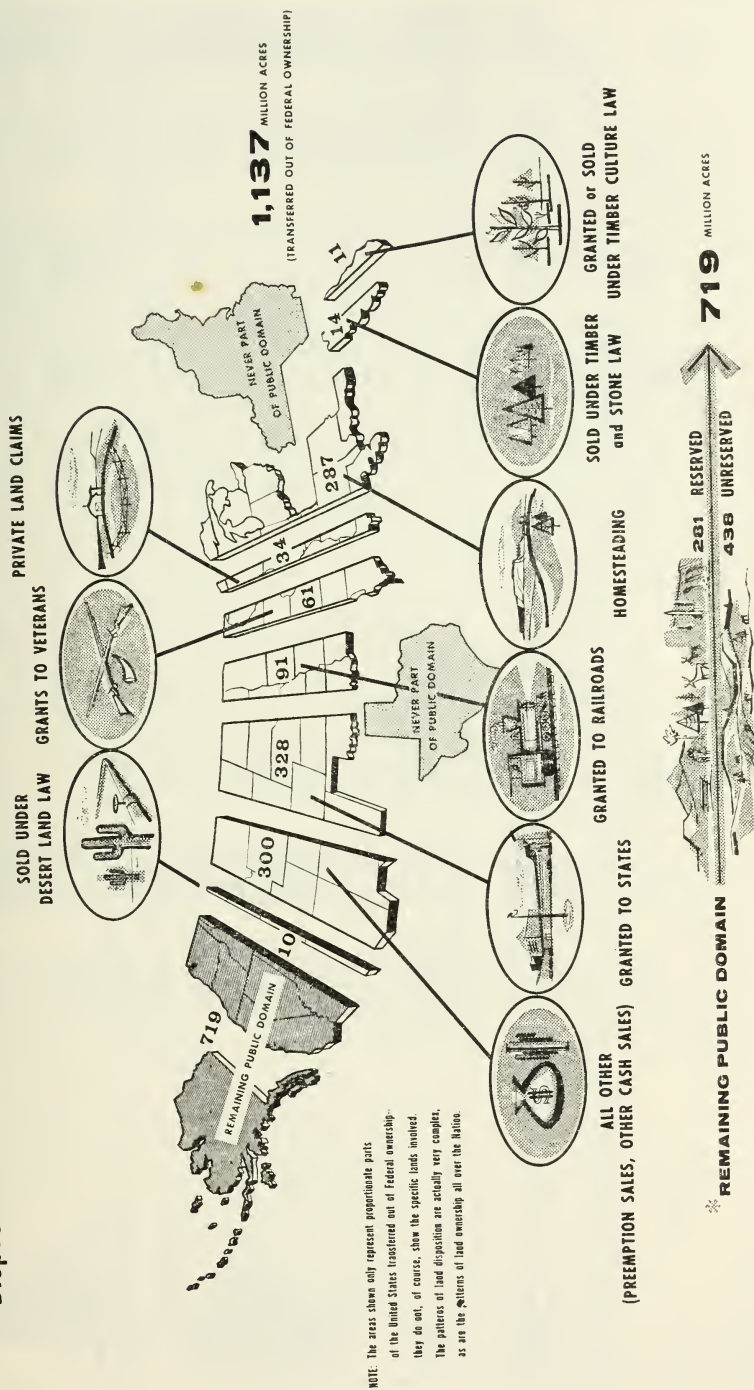 SOLD UNDER
DESERT LAND LAW
GRANTS TO VETERANS
PRIVATE LAND CLAIMS
1,137 MILLION ACRES
(TRANSFERRED OUT OF FEDERAL OWNERSHIP)
719
REMAINING PUBLIC DOMAIN
10
300
328
91
61
34
287
14
11
NEVER PART
OF PUBLIC DOMAIN
NEVER PART
OF PUBLIC DOMAIN
NOTE: The areas shown only represent proportionate parts
of the United States transferred out of Federal ownership--
they do not, of course, show the specific lands involved.
The patterns of land disposition are actually very complex,
as are the patterns of land ownership all over the Nation.
$
ALL OTHER
(PREEMPTION SALES, OTHER CASH SALES)
GRANTED TO STATES
GRANTED TO RAILROADS
HOMESTEADING
SOLD UNDER TIMBER
and STONE LAW
GRANTED or SOLD
UNDER TIMBER CULTURE LAW
* REMAINING PUBLIC DOMAIN
281 RESERVED
438 UNRESERVED
719 MILLION ACRES